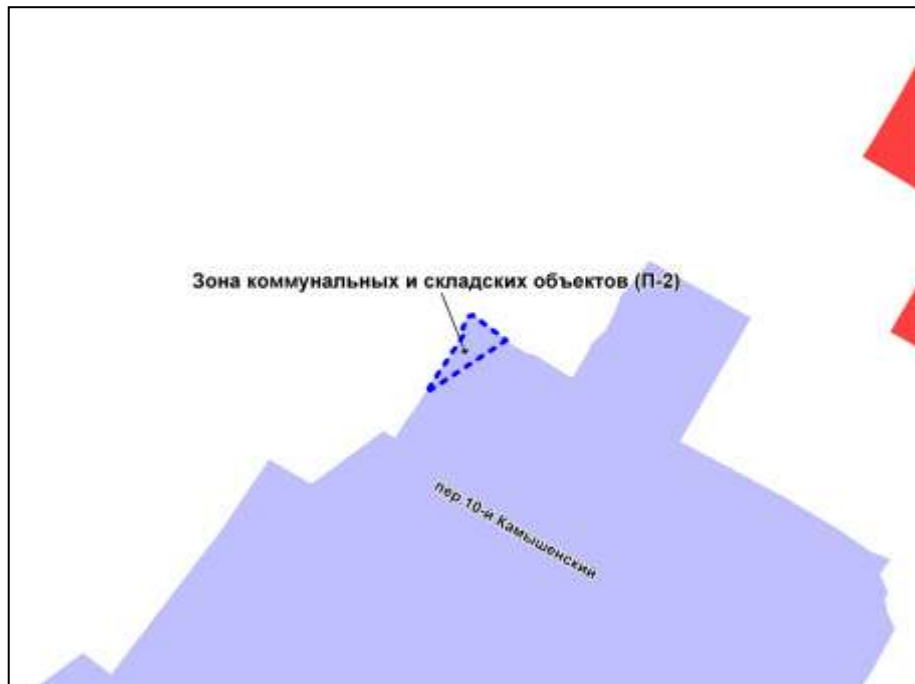 Зона коммунальных и складских объектов (П-2)
пер 10-й Камышенский